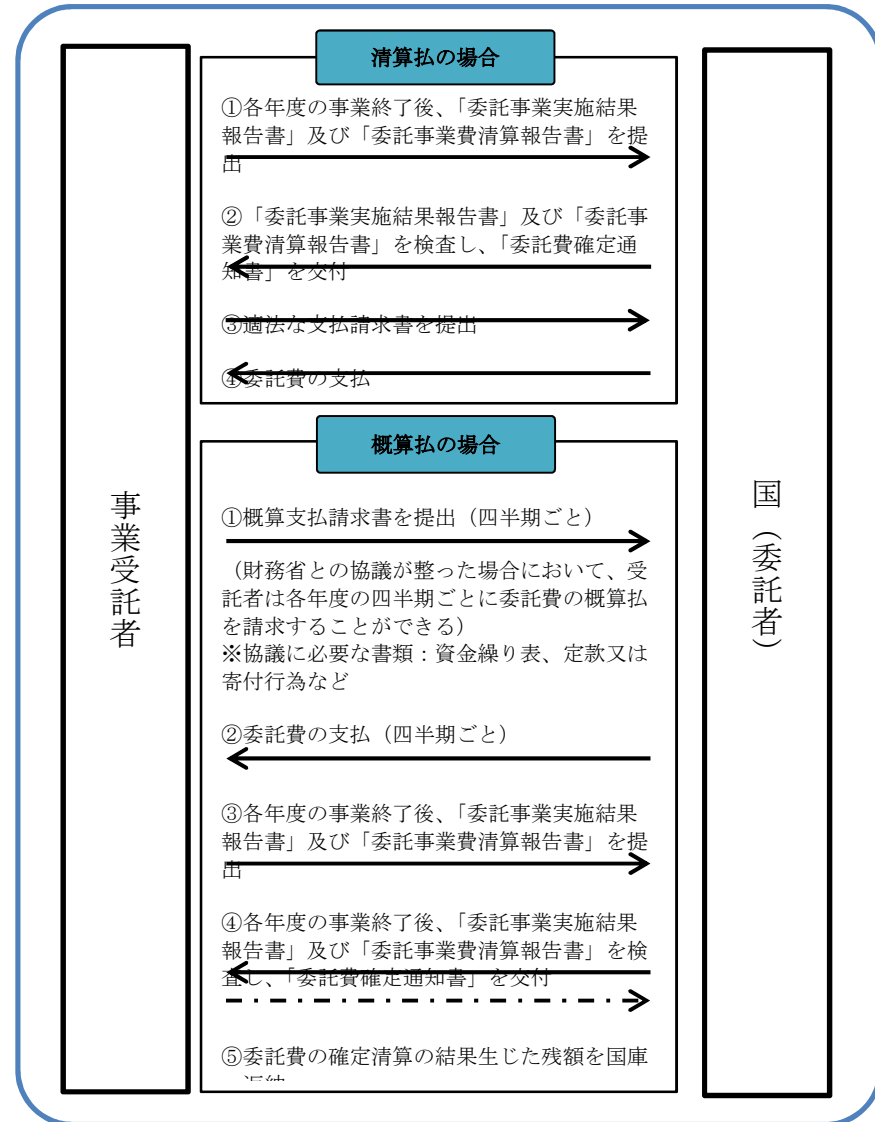 清算払の場合
①各年度の事業終了後、「委託事業実施結果
報告書」及び「委託事業費清算報告書」を提
出
②「委託事業実施結果報告書」及び「委託事
業費清算報告書」を検査し、「委託費確定通
知書」を交付
③適法な支払請求書を提出
④委託費の支払
概算払の場合
①概算支払請求書を提出（四半期ごと）
（財務省との協議が整った場合において、受
託者は各年度の四半期ごとに委託費の概算払
を請求することができる）
※協議に必要な書類：資金繰り表、定款又は
寄付行為など
②委託費の支払（四半期ごと）
③各年度の事業終了後、「委託事業実施結果
報告書」及び「委託事業費清算報告書」を提
出
④各年度の事業終了後、「委託事業実施結果
報告書」及び「委託事業費清算報告書」を検
査し、「委託費確定通知書」を交付
⑤委託費の確定清算の結果生じた残額を国庫
事業受託者
国（委託者）